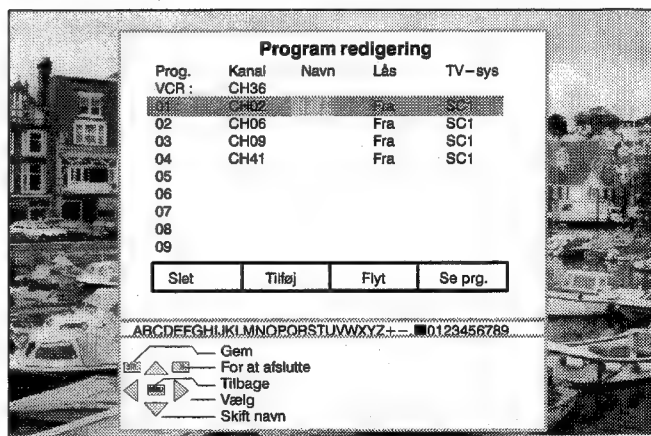 Program redigering
Prog. Kanal Navn Lås TV-sys
VCR : CH36
01 CH02 Fra SC1
02 CH06 Fra SC1
03 CH09 Fra SC1
04 CH41 Fra SC1
05
06
07
08
09
Slet Tilføj Flyt Se prg.
ABCDEFGHIJKLMNOPQRSTUVWXYZ+-. 0123456789
Gem
For at afslutte
Tilbage
Vælg
Skift navn